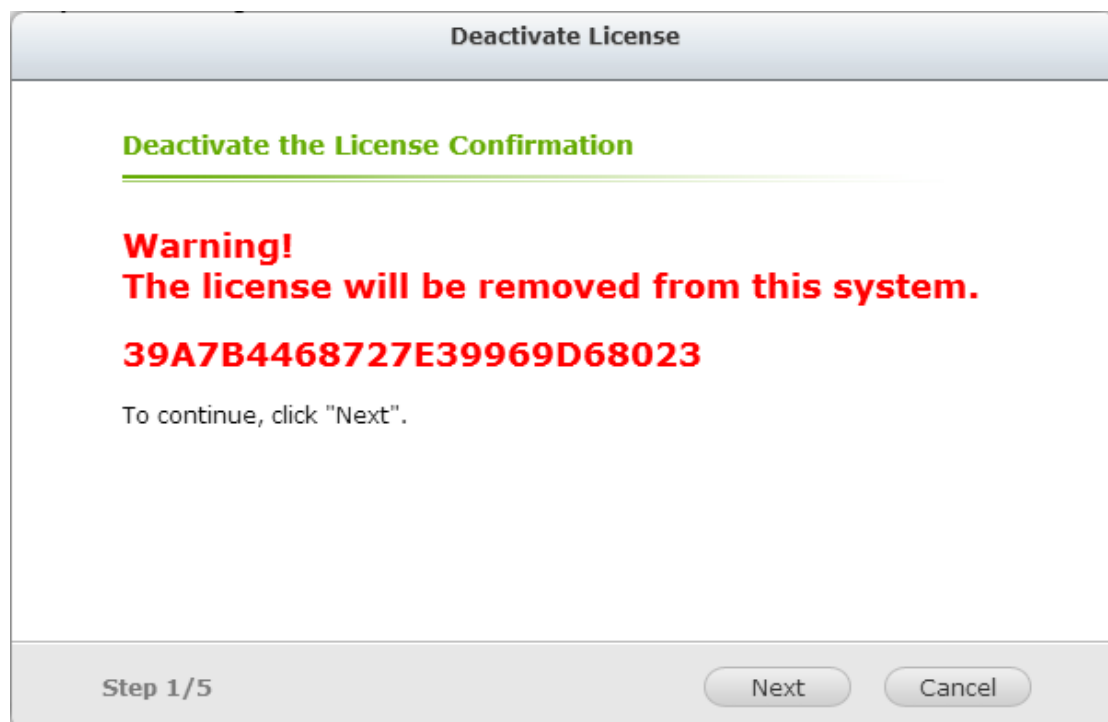 Deactivate License
Deactivate the License Confirmation
Warning!
The license will be removed from this system.
39A7B4468727E39969D68023
To continue, click "Next".
Step 1/5
Next
Cancel